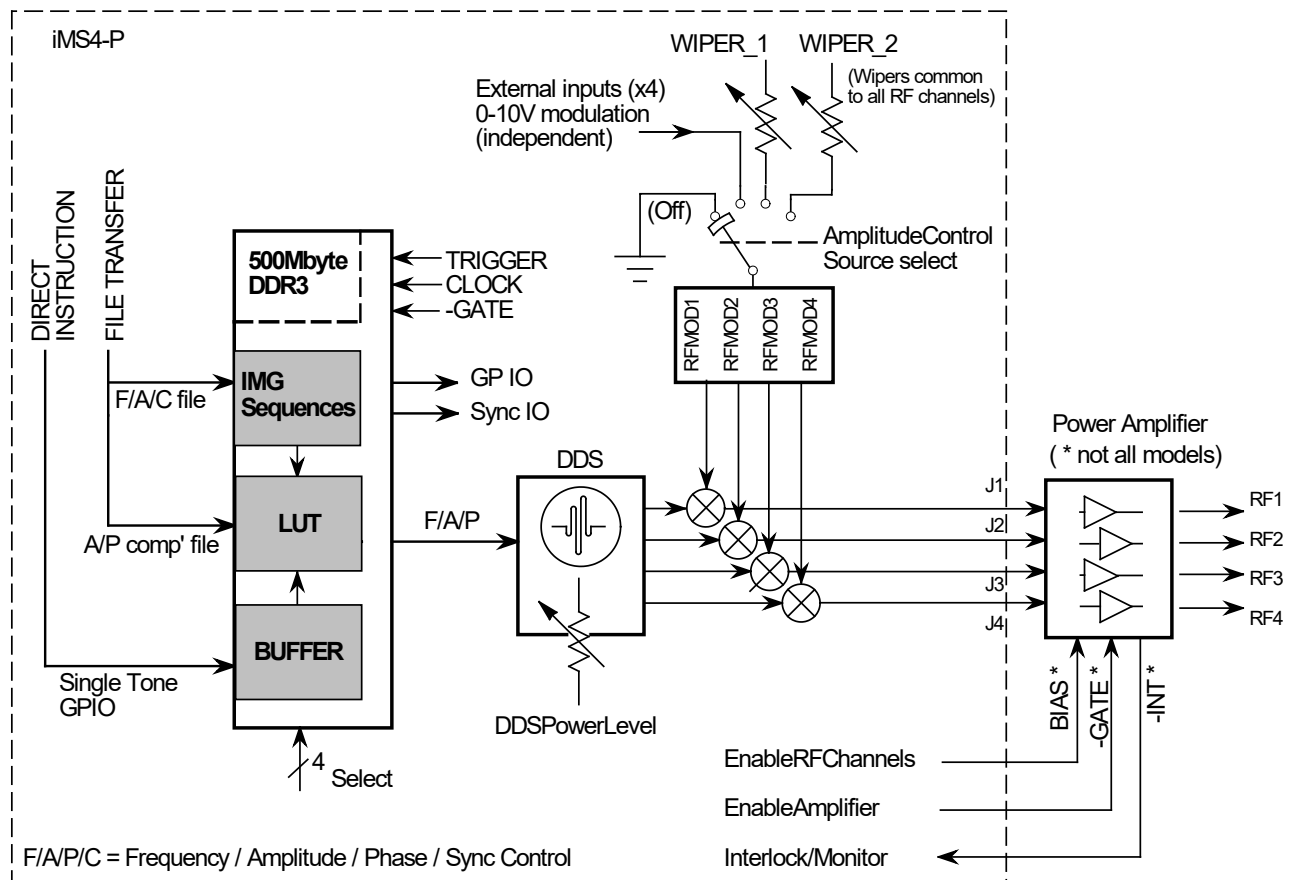 iMS4-P
WIPER_1
WIPER_2
(Wipers common
to all RF channels)
External inputs (x4)
0-10V modulation
(independent)
(Off)
AmplitudeControl
Source select
DIRECT
INSTRUCTION
FILE TRANSFER
500Mbyte
DDR3
TRIGGER
CLOCK
-GATE
RFMOD1
RFMOD2
RFMOD3
RFMOD4
IMG
Sequences
F/A/C file
GP IO
Sync IO
Power Amplifier
( * not all models)
DDS
LUT
F/A/P
A/P comp' file
J1
J2
J3
J4
RF1
RF2
RF3
RF4
BUFFER
Single Tone
GPIO
DDSPowerLevel
BIAS *
-GATE *
-INT *
4
Select
EnableRFChannels
EnableAmplifier
Interlock/Monitor
F/A/P/C = Frequency / Amplitude / Phase / Sync Control